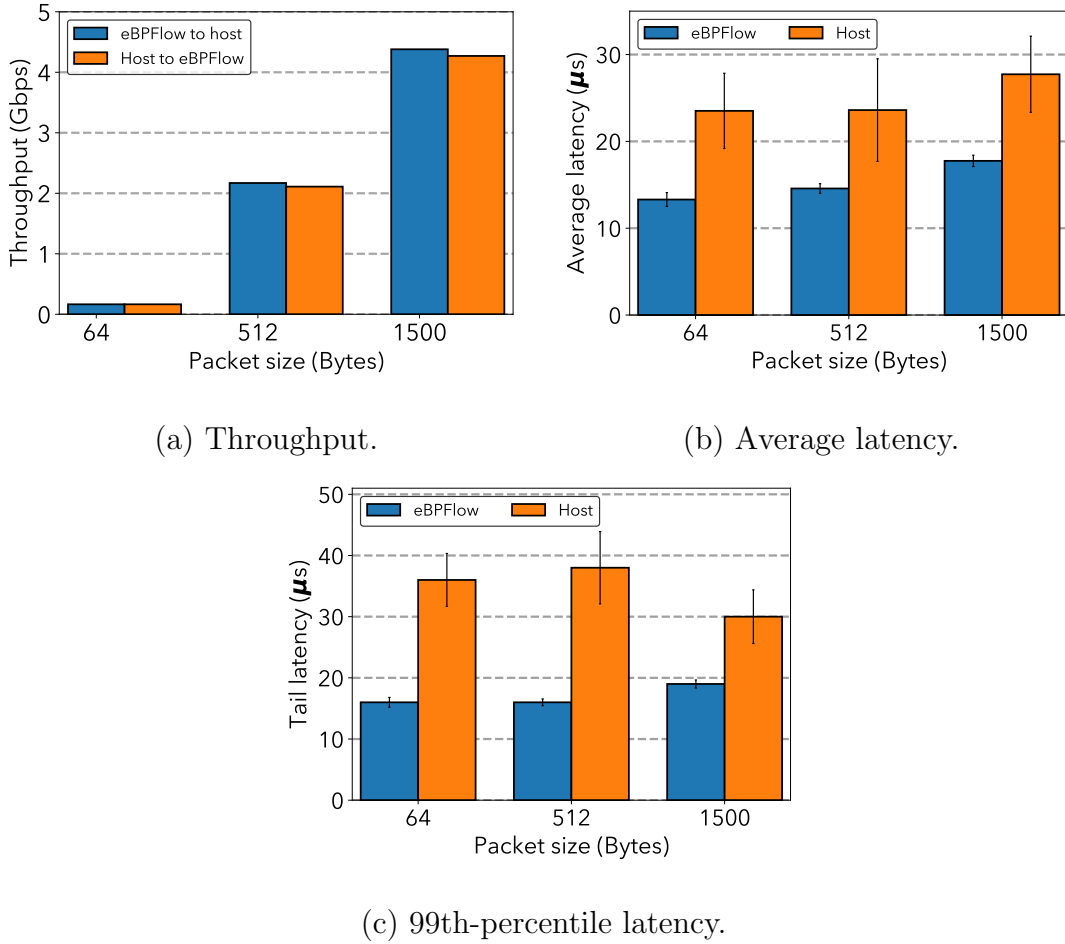 eBPFlow to host
Host to eBPFlow
5
4
3
2
1
0
Throughput (Gbps)
64
512
1500
Packet size (Bytes)
(a) Throughput.
eBPFlow
Host
30
20
10
0
Average latency (μs)
64
512
1500
Packet size (Bytes)
(b) Average latency.
eBPFlow
Host
50
40
30
20
10
0
Tail latency (μs)
64
512
1500
Packet size (Bytes)
(c) 99th-percentile latency.